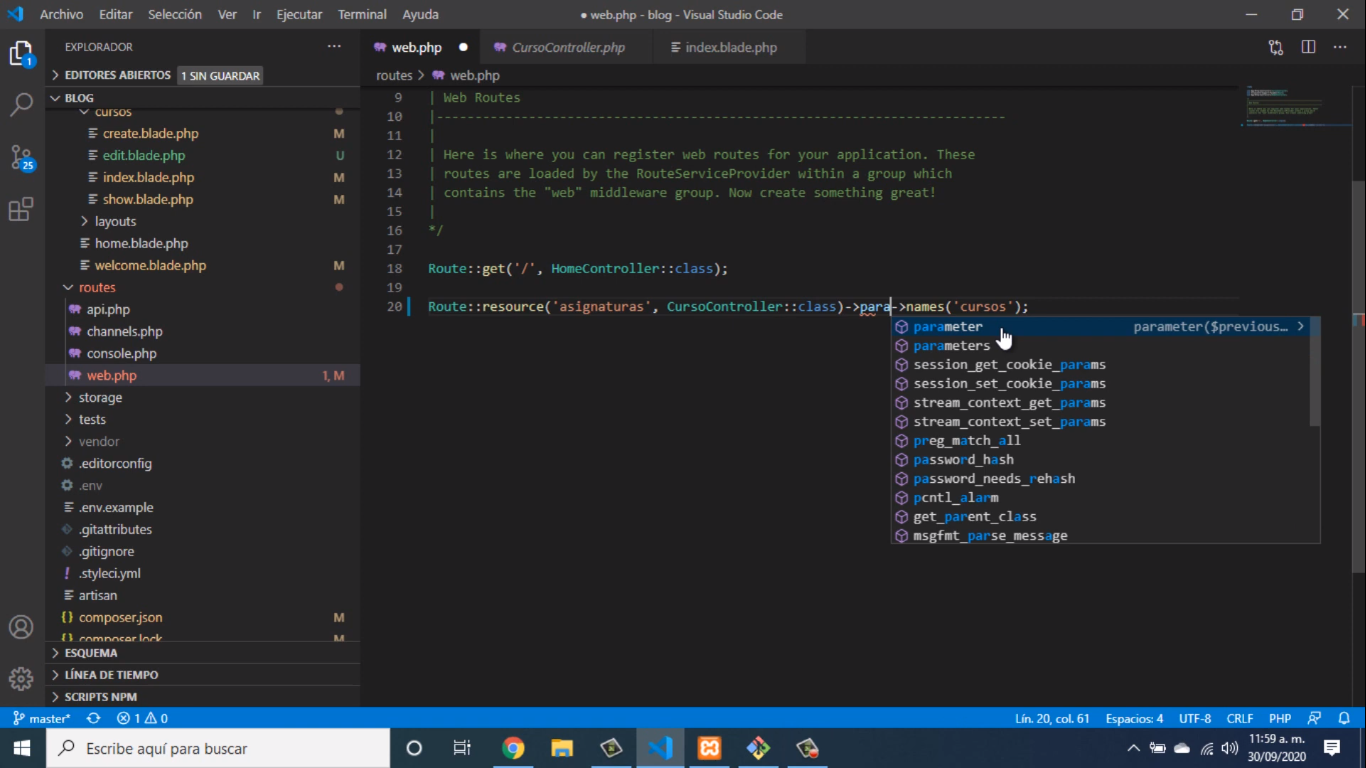 Archivo Editar Selección Ver Ir Ejecutar Terminal Ayuda
● web.php - blog - Visual Studio Code
EXPLORADOR
EDITORES ABIERTOS 1 SIN GUARDAR
BLOG
cursos
create.blade.php M
edit.blade.php U
index.blade.php M
show.blade.php M
layouts
home.blade.php
welcome.blade.php M
routes
api.php
channels.php
console.php
web.php 1, M
storage
tests
vendor
.editorconfig
.env
.env.example
.gitattributes
.gitignore
.styleci.yml
artisan
composer.json M
composer.lock M
ESQUEMA
LÍNEA DE TIEMPO
SCRIPTS NPM
1
25
web.php ● CursoController.php index.blade.php
routes > web.php
9 | Web Routes
10 |--------------------------------------------------------------------------
11 |
12 | Here is where you can register web routes for your application. These
13 | routes are loaded by the RouteServiceProvider within a group which
14 | contains the "web" middleware group. Now create something great!
15 |
16 */
17
18 Route::get('/', HomeController::class);
19
20 Route::resource('asignaturas', CursoController::class)->para->names('cursos');
parameter parameter($previous… >
parameters
session_get_cookie_params
session_set_cookie_params
stream_context_get_params
stream_context_set_params
preg_match_all
password_hash
password_needs_rehash
pcntl_alarm
get_parent_class
msgfmt_parse_message
master* 1 0 Lín. 20, col. 61 Espacios: 4 UTF-8 CRLF PHP
Escribe aquí para buscar
11:59 a. m.
30/09/2020